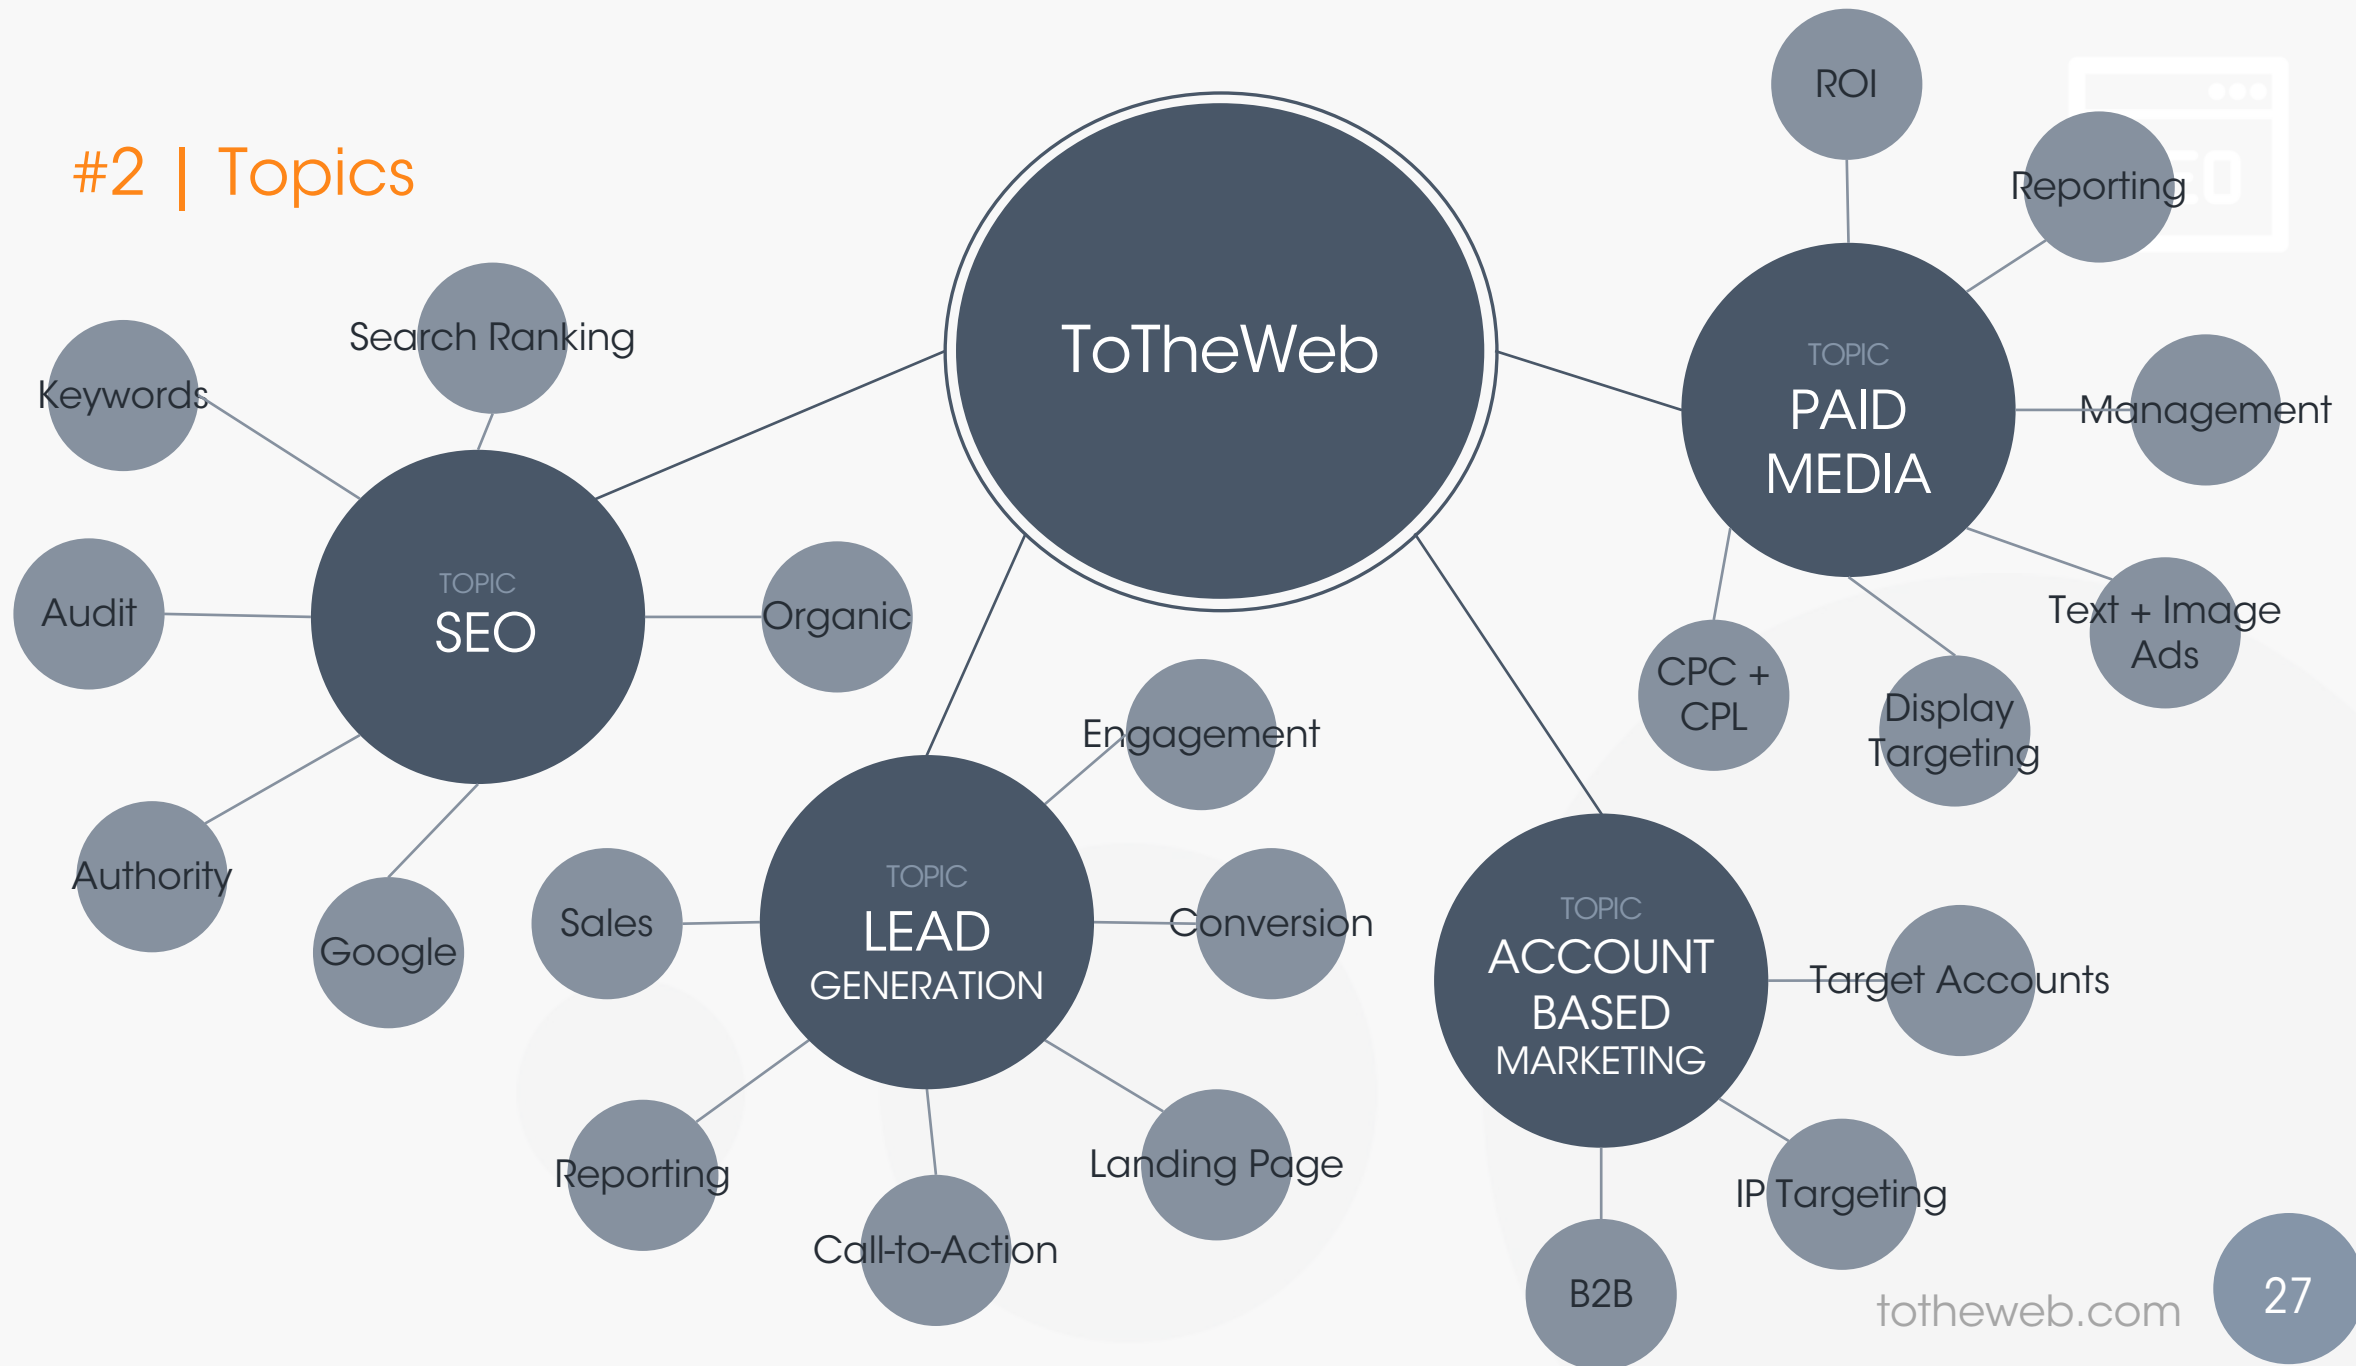 #2 | Topics
ToTheWeb
TOPIC
SEO
Search Ranking
Keywords
Audit
Authority
Google
Organic
TOPIC
LEAD
GENERATION
Engagement
Conversion
Landing Page
Call-to-Action
Reporting
Sales
TOPIC
ACCOUNT
BASED
MARKETING
Target Accounts
IP Targeting
B2B
TOPIC
PAID
MEDIA
ROI
Reporting
Management
Text + Image
Ads
Display
Targeting
CPC +
CPL
totheweb.com
27